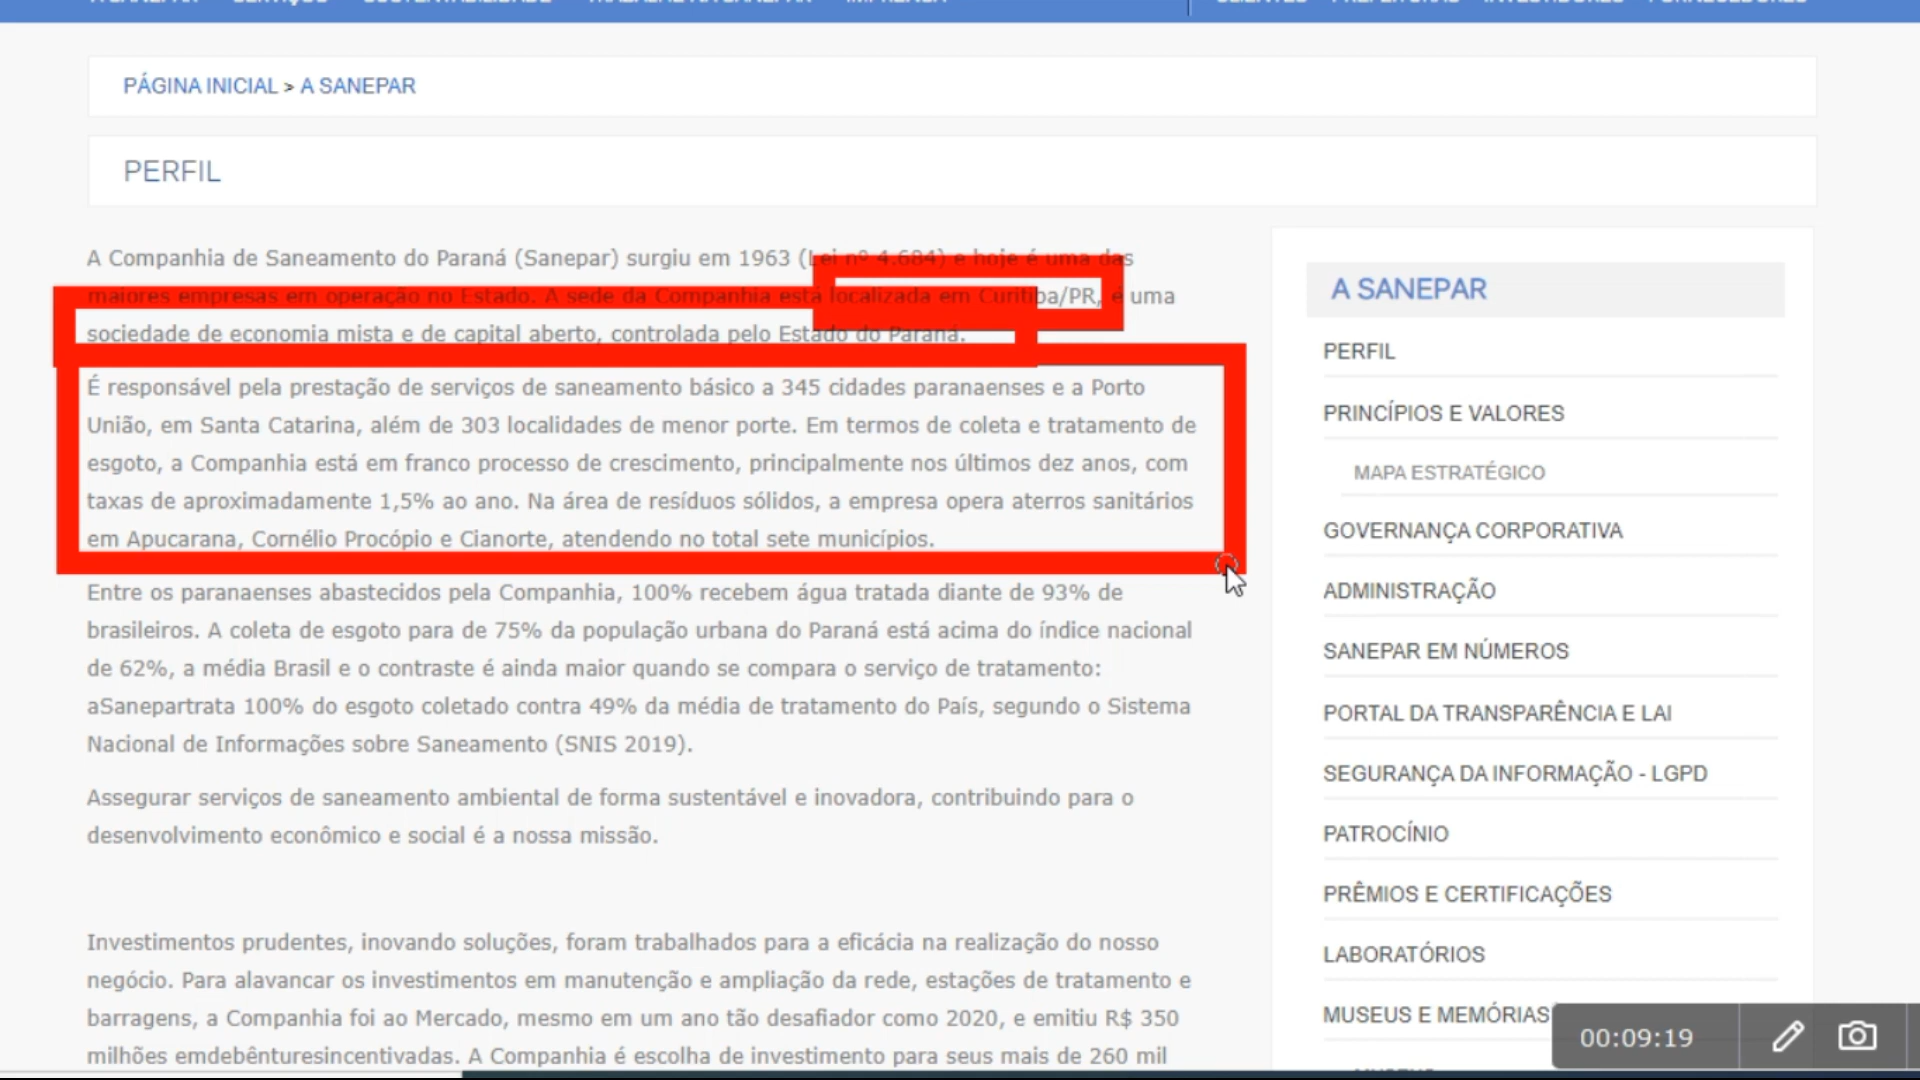 A SANEPAR SERVIÇOS SUSTENTABILIDADE TRABALHE NA SANEPAR IMPRENSA CLIENTES PREFEITURAS INVESTIDORES FORNECEDORES
PÁGINA INICIAL > A SANEPAR
PERFIL
A Companhia de Saneamento do Paraná (Sanepar) surgiu em 1963 (Lei nº 4.684) e hoje é uma das
maiores empresas em operação no Estado. A sede da Companhia está localizada em Curitiba/PR, é uma
sociedade de economia mista e de capital aberto, controlada pelo Estado do Paraná.
É responsável pela prestação de serviços de saneamento básico a 345 cidades paranaenses e a Porto
União, em Santa Catarina, além de 303 localidades de menor porte. Em termos de coleta e tratamento de
esgoto, a Companhia está em franco processo de crescimento, principalmente nos últimos dez anos, com
taxas de aproximadamente 1,5% ao ano. Na área de resíduos sólidos, a empresa opera aterros sanitários
em Apucarana, Cornélio Procópio e Cianorte, atendendo no total sete municípios.
Entre os paranaenses abastecidos pela Companhia, 100% recebem água tratada diante de 93% de
brasileiros. A coleta de esgoto para de 75% da população urbana do Paraná está acima do índice nacional
de 62%, a média Brasil e o contraste é ainda maior quando se compara o serviço de tratamento:
aSanepartrata 100% do esgoto coletado contra 49% da média de tratamento do País, segundo o Sistema
Nacional de Informações sobre Saneamento (SNIS 2019).
Assegurar serviços de saneamento ambiental de forma sustentável e inovadora, contribuindo para o
desenvolvimento econômico e social é a nossa missão.
Investimentos prudentes, inovando soluções, foram trabalhados para a eficácia na realização do nosso
negócio. Para alavancar os investimentos em manutenção e ampliação da rede, estações de tratamento e
barragens, a Companhia foi ao Mercado, mesmo em um ano tão desafiador como 2020, e emitiu R$ 350
milhões emdebênturesincentivadas. A Companhia é escolha de investimento para seus mais de 260 mil
A SANEPAR
PERFIL
PRINCÍPIOS E VALORES
MAPA ESTRATÉGICO
GOVERNANÇA CORPORATIVA
ADMINISTRAÇÃO
SANEPAR EM NÚMEROS
PORTAL DA TRANSPARÊNCIA E LAI
SEGURANÇA DA INFORMAÇÃO - LGPD
PATROCÍNIO
PRÊMIOS E CERTIFICAÇÕES
LABORATÓRIOS
MUSEUS E MEMÓRIAS
00:09:19